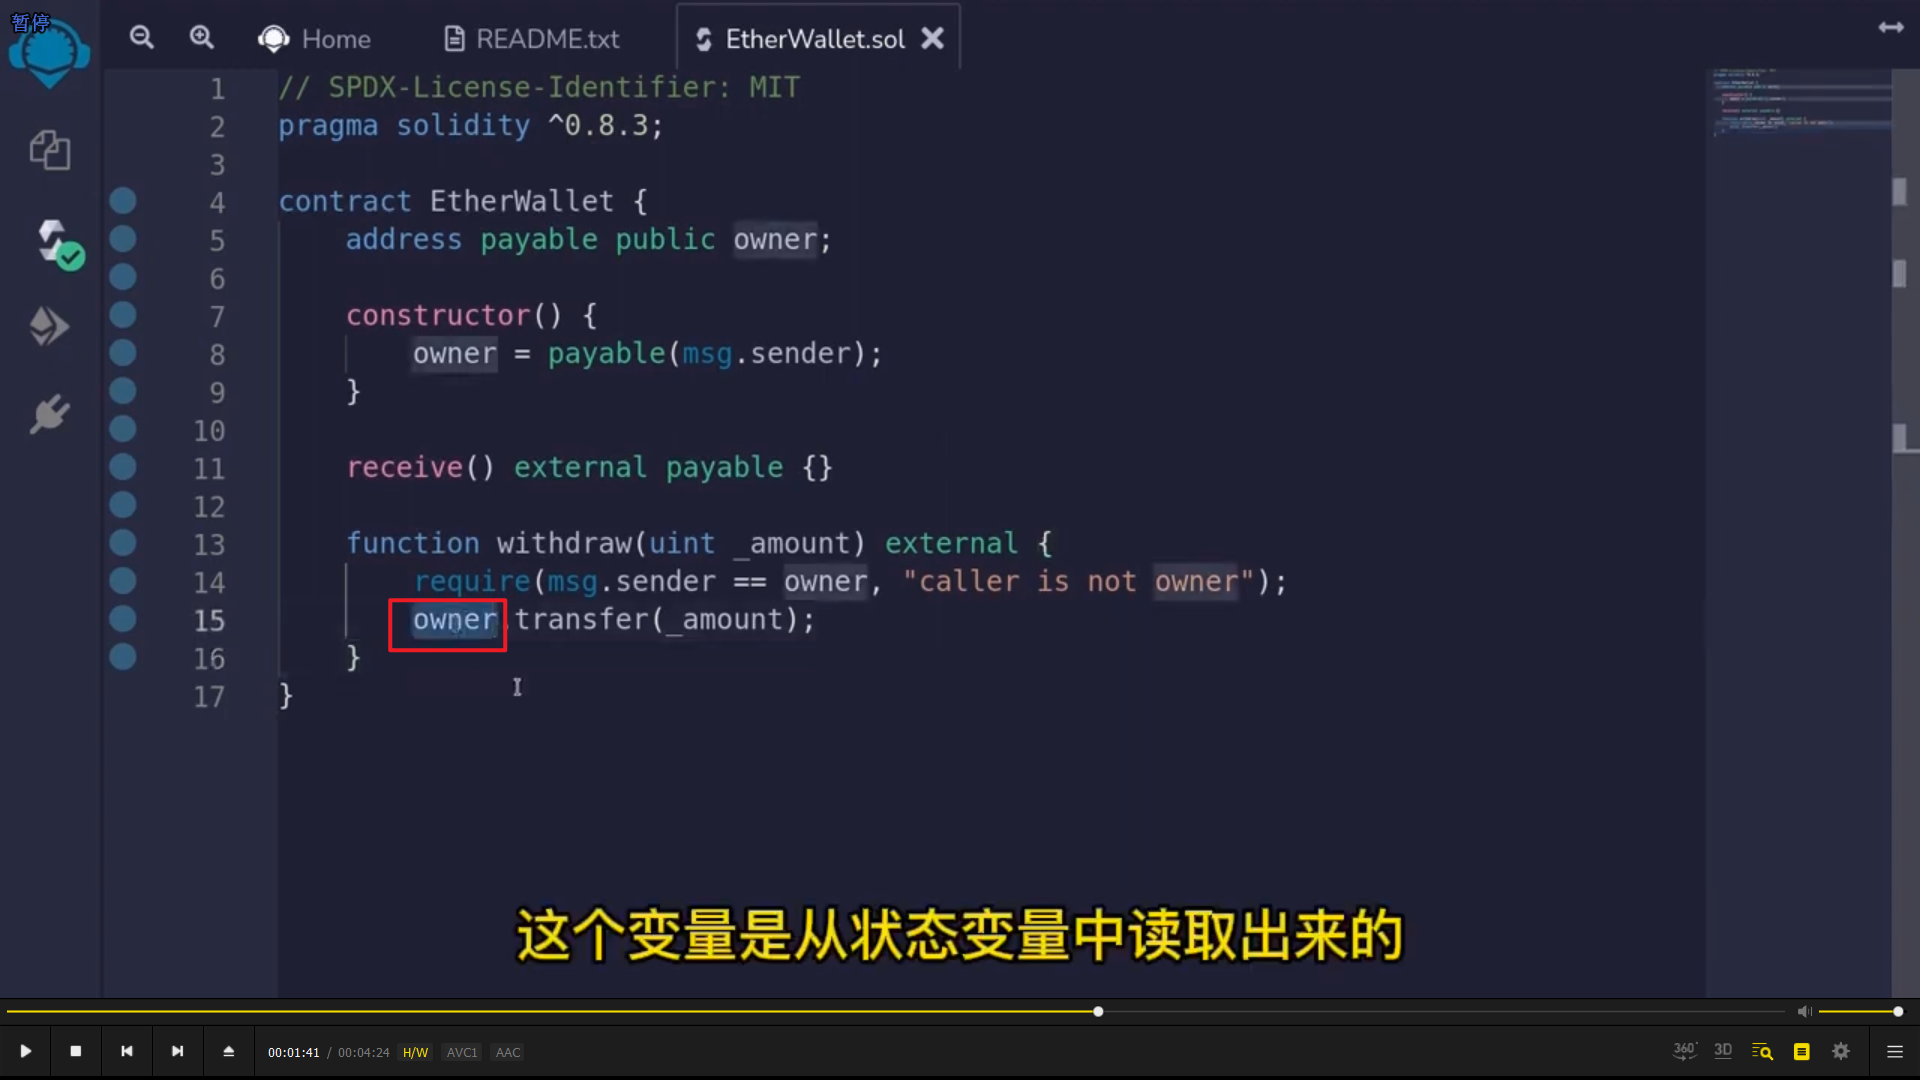 暂停
Home
README.txt
EtherWallet.sol
1 // SPDX-License-Identifier: MIT
2 pragma solidity ^0.8.3;
3
4 contract EtherWallet {
5 address payable public owner;
6
7 constructor() {
8 owner = payable(msg.sender);
9 }
10
11 receive() external payable {}
12
13 function withdraw(uint _amount) external {
14 require(msg.sender == owner, "caller is not owner");
15 owner.transfer(_amount);
16 }
17 }
这个变量是从状态变量中读取出来的
00:01:41 / 00:04:24 H/W AVC1 AAC
360° 3D